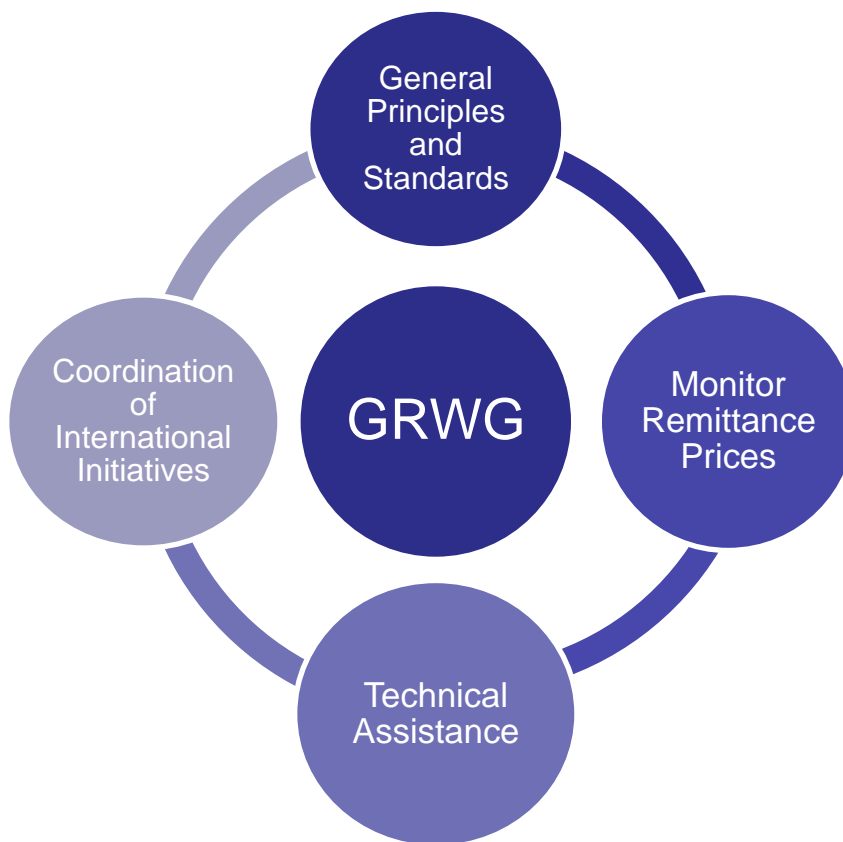 General
Principles
and
Standards
Coordination
of
International
Initiatives
GRWG
Monitor
Remittance
Prices
Technical
Assistance